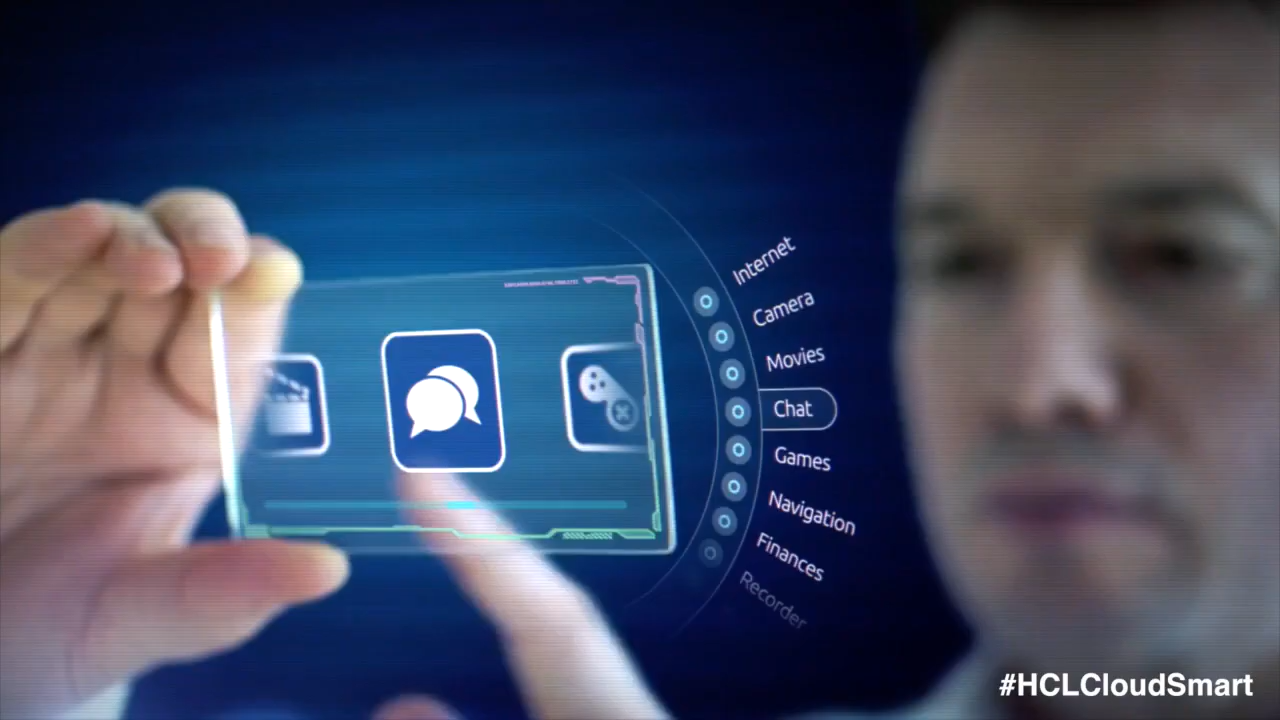 Internet
Camera
Movies
Chat
Games
Navigation
Finances
Recorder
#HCLCloudSmart